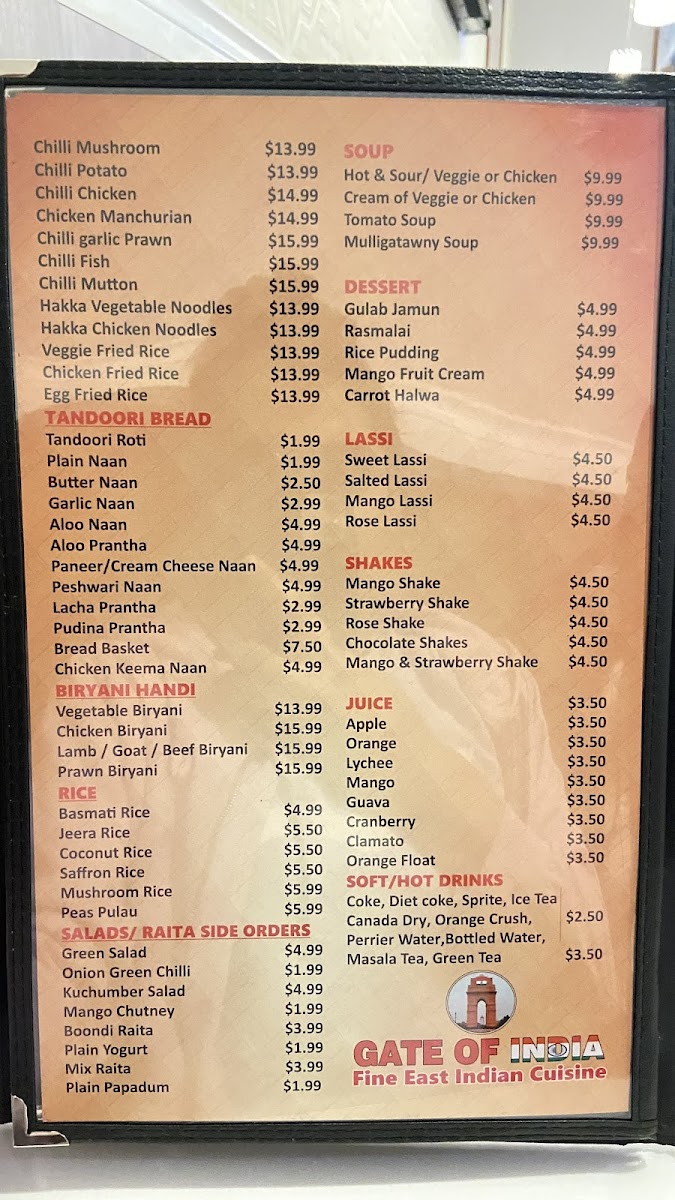 Chilli Mushroom $13.99
Chilli Potato $13.99
Chilli Chicken $14.99
Chicken Manchurian $14.99
Chilli garlic Prawn $15.99
Chilli Fish $15.99
Chilli Mutton $15.99
Hakka Vegetable Noodles $13.99
Hakka Chicken Noodles $13.99
Veggie Fried Rice $13.99
Chicken Fried Rice $13.99
Egg Fried Rice $13.99
TANDOORI BREAD
Tandoori Roti $1.99
Plain Naan $1.99
Butter Naan $2.50
Garlic Naan $2.99
Aloo Naan $4.99
Aloo Prantha $4.99
Paneer/Cream Cheese Naan $4.99
Peshwari Naan $4.99
Lacha Prantha $2.99
Pudina Prantha $2.99
Bread Basket $7.50
Chicken Keema Naan $4.99
BIRYANI HANDI
Vegetable Biryani $13.99
Chicken Biryani $15.99
Lamb / Goat / Beef Biryani $15.99
Prawn Biryani $15.99
RICE
Basmati Rice $4.99
Jeera Rice $5.50
Coconut Rice $5.50
Saffron Rice $5.50
Mushroom Rice $5.99
Peas Pulau $5.99
SALADS/ RAITA SIDE ORDERS
Green Salad $4.99
Onion Green Chilli $1.99
Kuchumber Salad $4.99
Mango Chutney $1.99
Boondi Raita $3.99
Plain Yogurt $1.99
Mix Raita $3.99
Plain Papadum $1.99
SOUP
Hot & Sour/ Veggie or Chicken $9.99
Cream of Veggie or Chicken $9.99
Tomato Soup $9.99
Mulligatawny Soup $9.99
DESSERT
Gulab Jamun $4.99
Rasmalai $4.99
Rice Pudding $4.99
Mango Fruit Cream $4.99
Carrot Halwa $4.99
LASSI
Sweet Lassi $4.50
Salted Lassi $4.50
Mango Lassi $4.50
Rose Lassi $4.50
SHAKES
Mango Shake $4.50
Strawberry Shake $4.50
Rose Shake $4.50
Chocolate Shakes $4.50
Mango & Strawberry Shake $4.50
JUICE $3.50
Apple $3.50
Orange $3.50
Lychee $3.50
Mango $3.50
Guava $3.50
Cranberry $3.50
Clamato $3.50
Orange Float $3.50
SOFT/HOT DRINKS
Coke, Diet coke, Sprite, Ice Tea
Canada Dry, Orange Crush, $2.50
Perrier Water,Bottled Water,
Masala Tea, Green Tea $3.50
GATE OF INDIA
Fine East Indian Cuisine